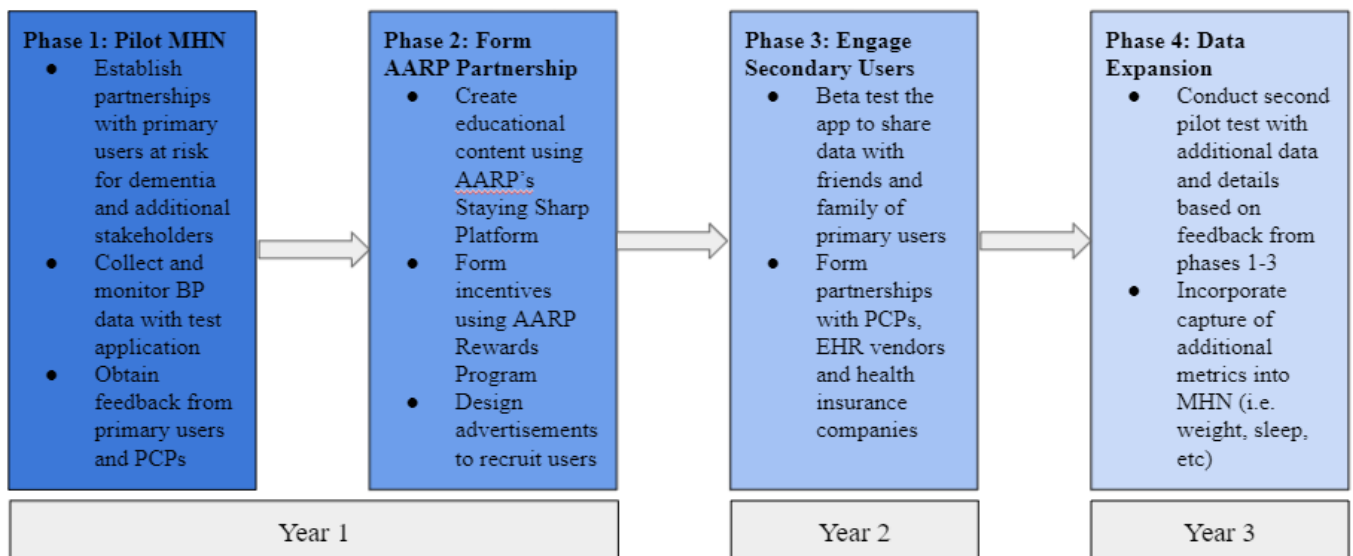 Phase 1: Pilot MHN
● Establish
partnerships
with primary
users at risk
for dementia
and additional
stakeholders
● Collect and
monitor BP
data with test
application
● Obtain
feedback from
primary users
and PCPs
Phase 2: Form
AARP Partnership
● Create
educational
content using
AARP’s
Staying Sharp
Platform
● Form
incentives
using AARP
Rewards
Program
● Design
advertisements
to recruit users
Phase 3: Engage
Secondary Users
● Beta test the
app to share
data with
friends and
family of
primary users
● Form
partnerships
with PCPs,
EHR vendors
and health
insurance
companies
Phase 4: Data
Expansion
● Conduct second
pilot test with
additional data
and details
based on
feedback from
phases 1-3
● Incorporate
capture of
additional
metrics into
MHN (i.e.
weight, sleep,
etc)
Year 1
Year 2
Year 3